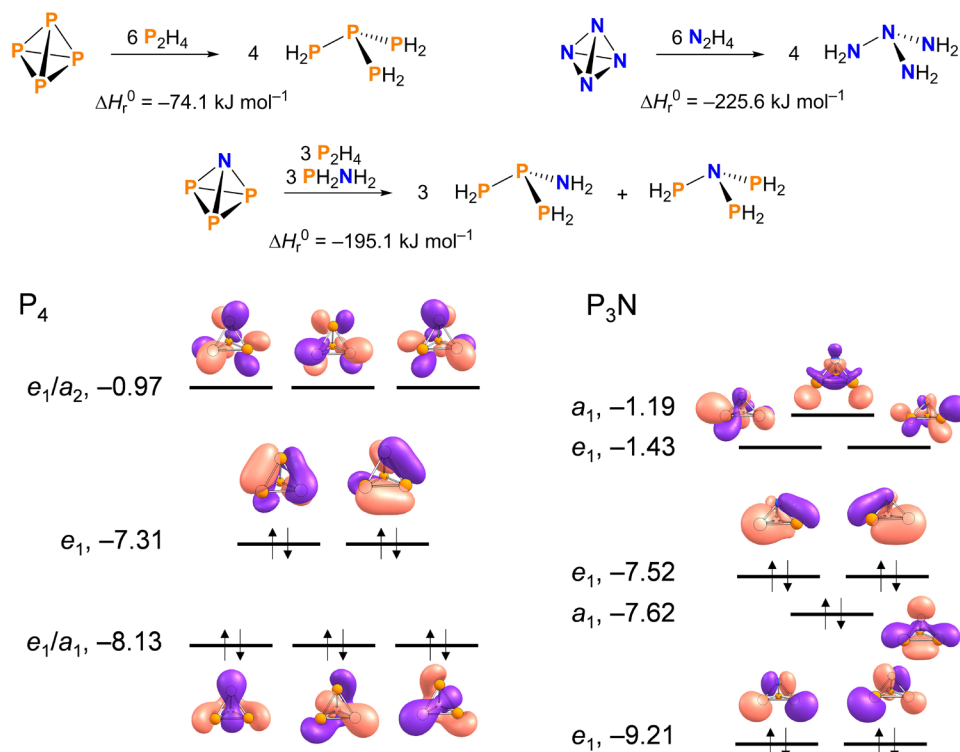 6 P₂H₄
4
P
P
P
P
H₂P
P
PH₂
PH₂
ΔHᵣ⁰ = –74.1 kJ mol⁻¹
6 N₂H₄
4
N
N
N
N
H₂N
N
NH₂
NH₂
ΔHᵣ⁰ = –225.6 kJ mol⁻¹
3 P₂H₄
3 PH₂NH₂
3
N
P
P
P
H₂P
P
NH₂
PH₂
+
H₂P
N
PH₂
PH₂
ΔHᵣ⁰ = –195.1 kJ mol⁻¹
P₄
e₁/a₂, –0.97
e₁, –7.31
e₁/a₁, –8.13
P₃N
a₁, –1.19
e₁, –1.43
e₁, –7.52
a₁, –7.62
e₁, –9.21